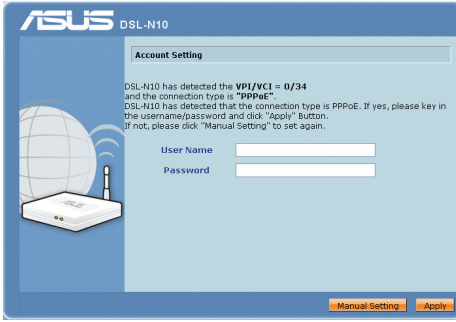 ASUS DSL-N10
Account Setting
DSL-N10 has detected the VPI/VCI = 0/34
and the connection type is "PPPoE".
DSL-N10 has detected that the connection type is PPPoE. If yes, please key in
the username/password and click "Apply" Button.
If not, please click "Manual Setting" to set again.
User Name
Password
Manual Setting Apply